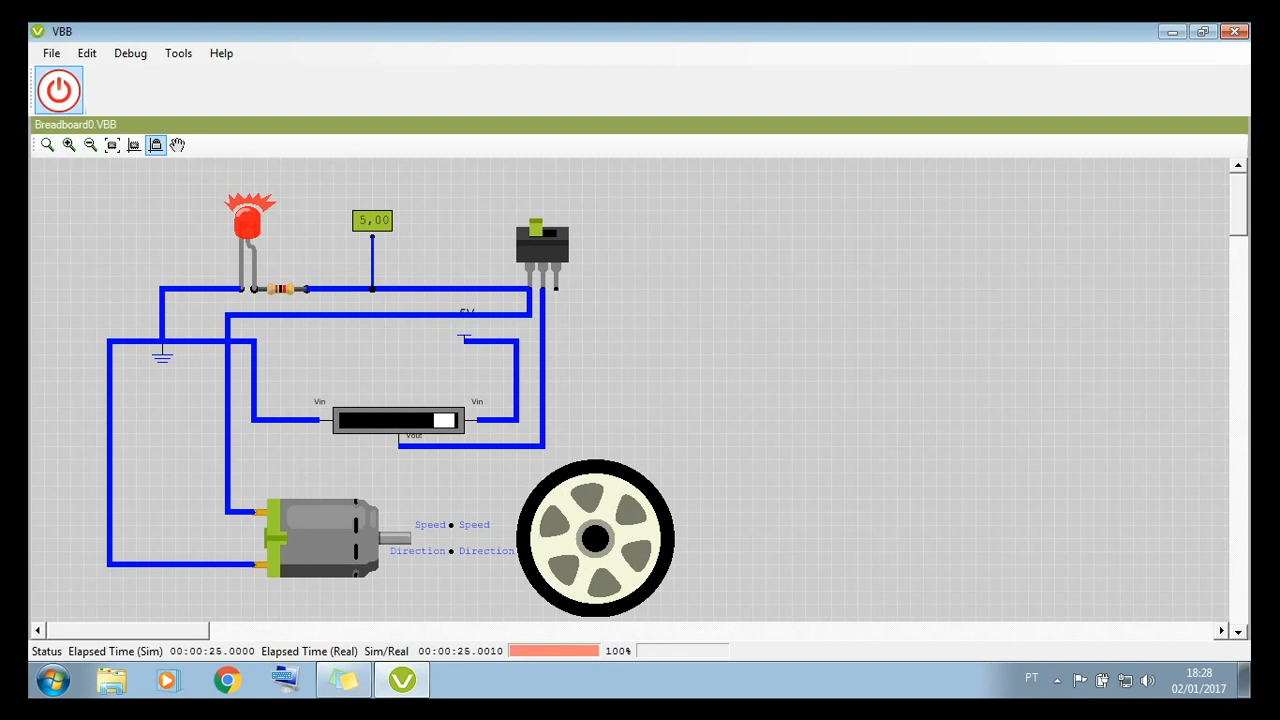 VBB
File Edit Debug Tools Help
Breadboard0.VBB
5,00
5V
Vin Vin
Vout
Speed Speed
Direction Direction
Status Elapsed Time (Sim) 00:00:25.0000 Elapsed Time (Real) Sim/Real 00:00:25.0010 100%
PT 18:28
02/01/2017